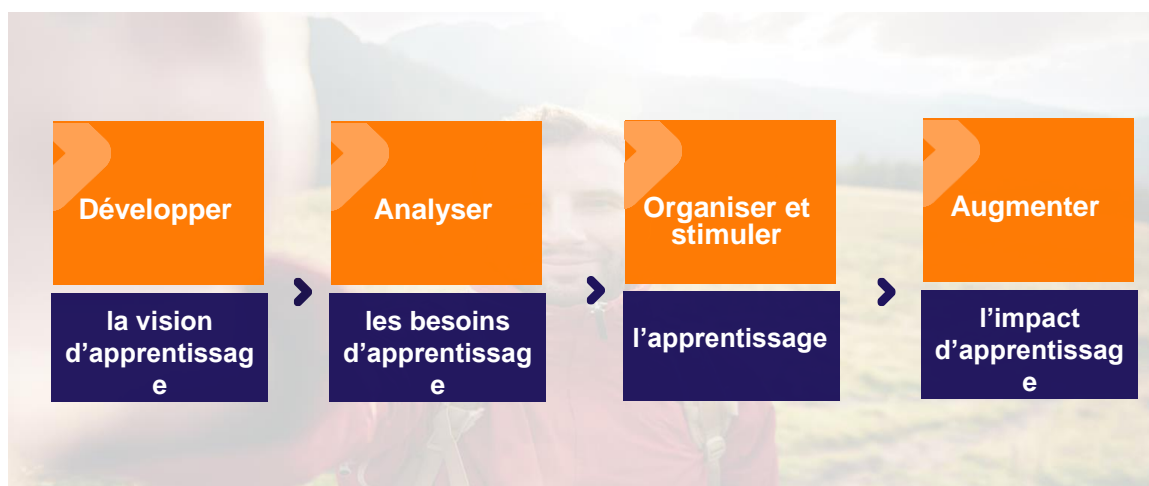 Développer
la vision
d’apprentissag
e
Analyser
les besoins
d’apprentissag
e
Organiser et
stimuler
l’apprentissage
Augmenter
l’impact
d’apprentissag
e